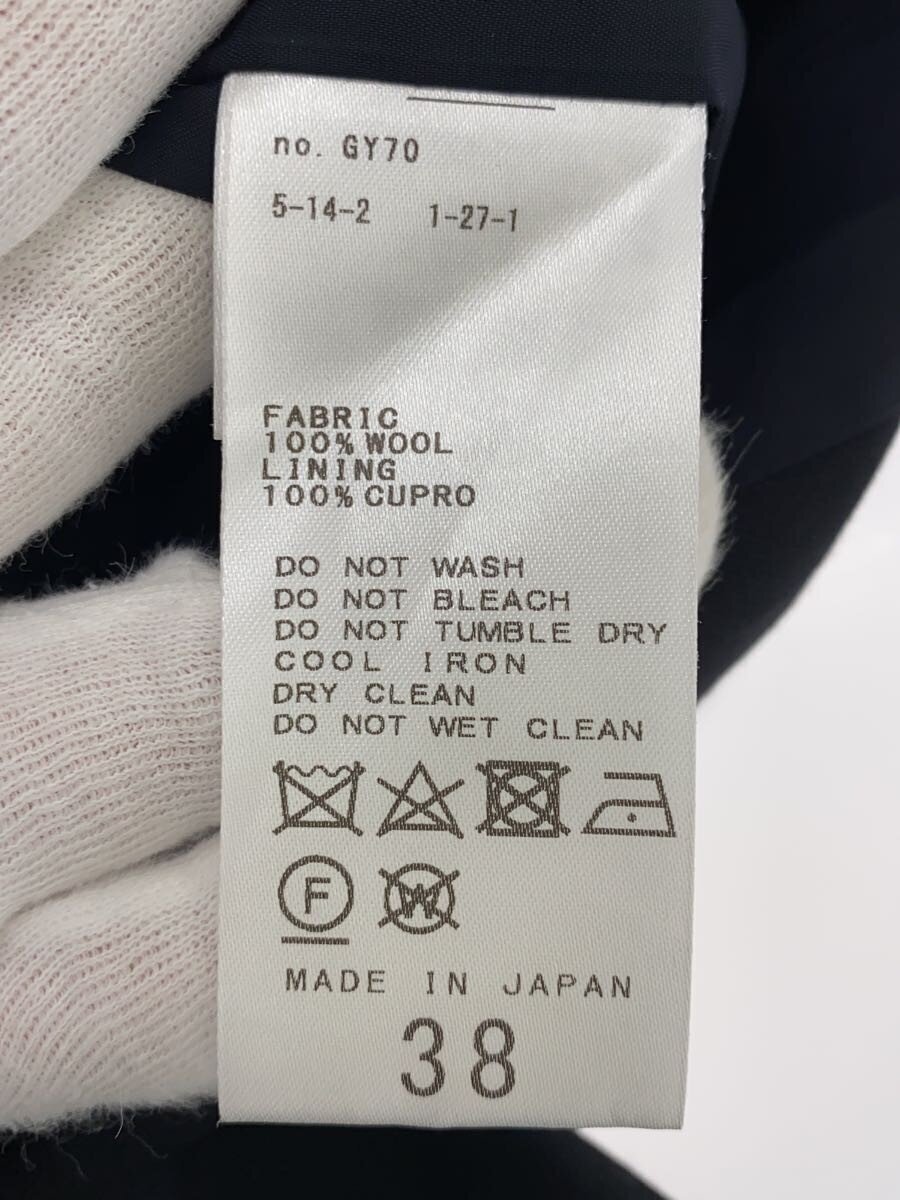 no. GY70
5-14-2 1-27-1
FABRIC
100% WOOL
LINING
100% CUPRO
DO NOT WASH
DO NOT BLEACH
DO NOT TUMBLE DRY
COOL IRON
DRY CLEAN
DO NOT WET CLEAN
F W
MADE IN JAPAN
38